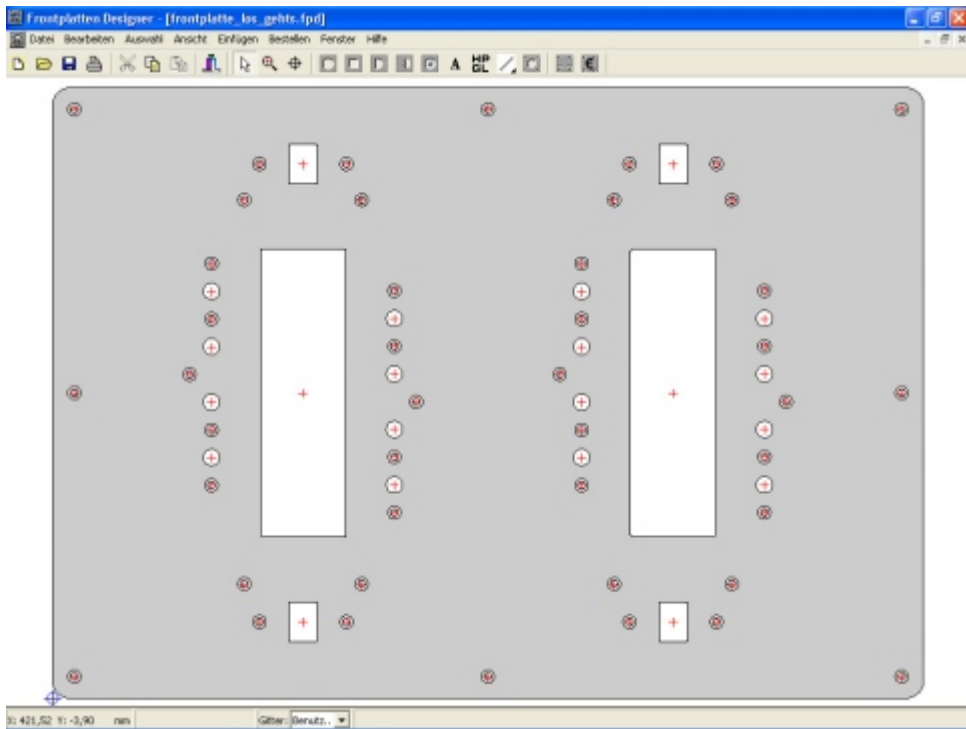 Frontplatten Designer - [frontplatte_los_gehts.fpd]
Datei Bearbeiten Auswahl Ansicht Einfügen Bestellen Fenster Hilfe
A HP GL €
X: 421,52 Y: -3,90 mm Gitter: Benutz..